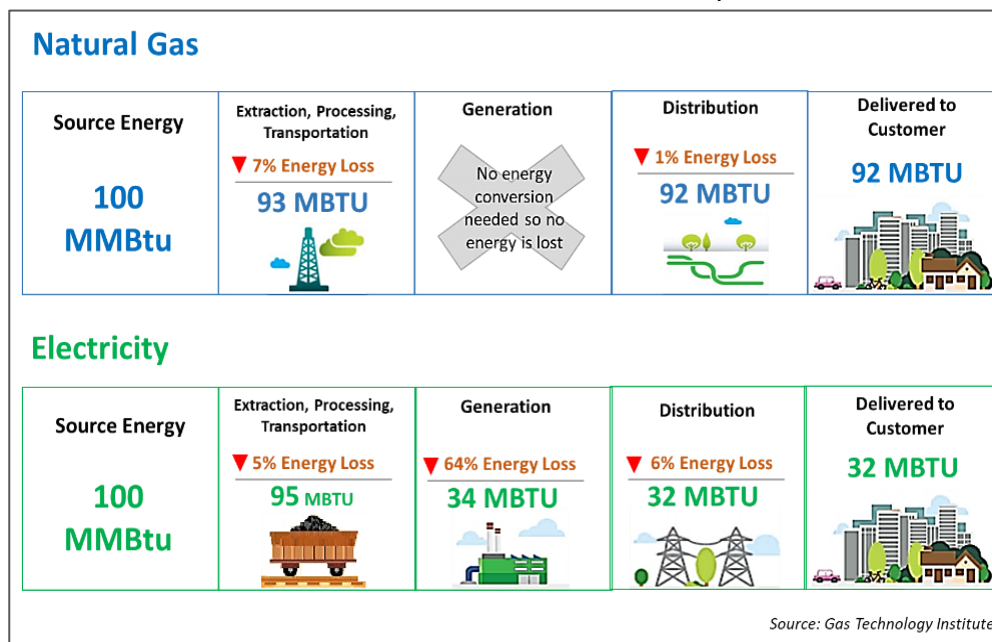 Natural Gas
Source Energy
100
MMBtu
Extraction, Processing,
Transportation
7% Energy Loss
93 MBTU
Generation
No energy
conversion
needed so no
energy is lost
Distribution
1% Energy Loss
92 MBTU
Delivered to
Customer
92 MBTU
Electricity
Source Energy
100
MMBtu
Extraction, Processing,
Transportation
5% Energy Loss
95 MBTU
Generation
64% Energy Loss
34 MBTU
Distribution
6% Energy Loss
32 MBTU
Delivered to
Customer
32 MBTU
Source: Gas Technology Institute